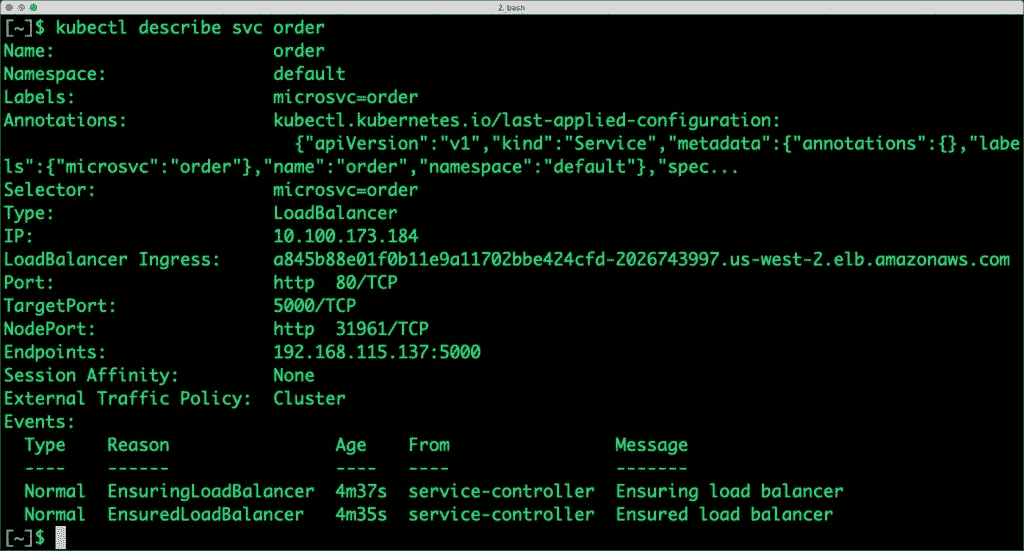 2. bash
[~]$ kubectl describe svc order
Name:                     order
Namespace:                default
Labels:                   microsvc=order
Annotations:              kubectl.kubernetes.io/last-applied-configuration:
                            {"apiVersion":"v1","kind":"Service","metadata":{"annotations":{},"labe
ls":{"microsvc":"order"},"name":"order","namespace":"default"},"spec...
Selector:                 microsvc=order
Type:                     LoadBalancer
IP:                       10.100.173.184
LoadBalancer Ingress:     a845b88e01f0b11e9a11702bbe424cfd-2026743997.us-west-2.elb.amazonaws.com
Port:                     http  80/TCP
TargetPort:               5000/TCP
NodePort:                 http  31961/TCP
Endpoints:                192.168.115.137:5000
Session Affinity:         None
External Traffic Policy:  Cluster
Events:
  Type    Reason                Age    From                Message
  ----    ------                ----   ----                -------
  Normal  EnsuringLoadBalancer  4m37s  service-controller  Ensuring load balancer
  Normal  EnsuredLoadBalancer   4m35s  service-controller  Ensured load balancer
[~]$